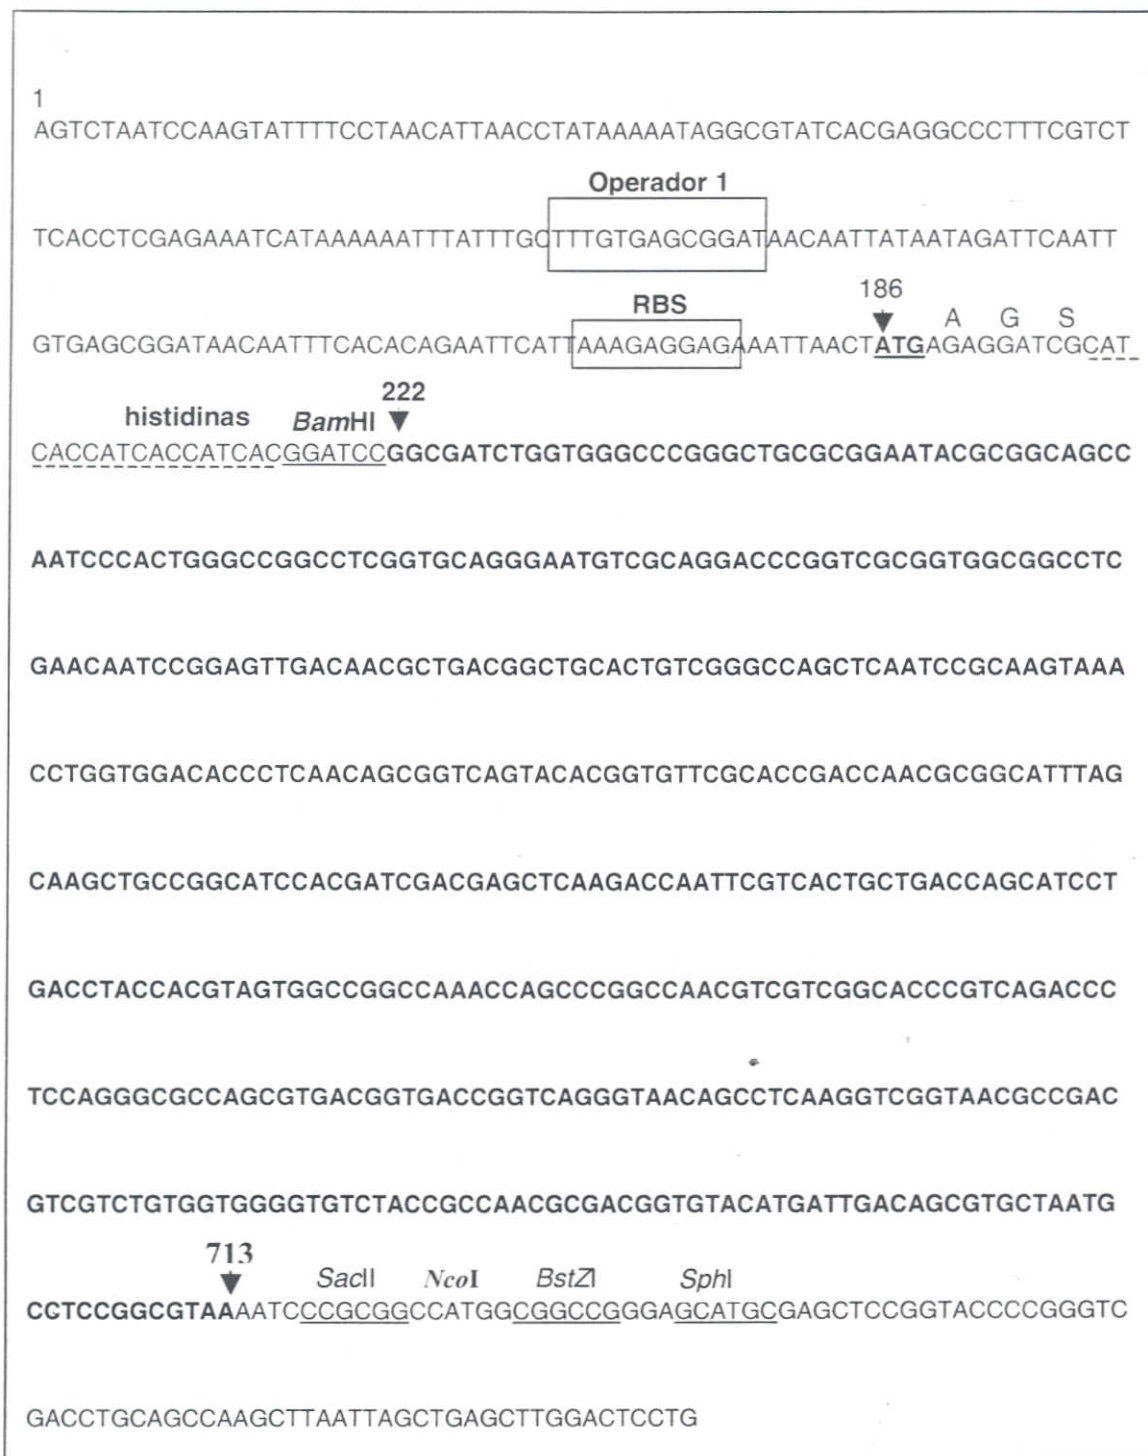 1
AGTCTAATCCAAGTATTTTCCTAACATTAACCTATAAAAATAGGCGTATCACGAGGCCCTTTCGTCT
Operador 1
TCACCTCGAGAAATCATAAAAAATTTATTTGCTTTGTGAGCGGATAACAATTATAATAGATTCAATT
RBS
186
A G S
GTGAGCGGATAACAATTTCACACAGAATTCATTAAAGAGGAGAAATTAACTATGAGAGGATCGCAT
histidinas BamHI 222
CACCATCACCATCACGGATCCGGCGATCTGGTGGGCCCGGGCTGCGCGGAATACGCGGCAGCC
AATCCCACTGGGCCGGCCTCGGTGCAGGGAATGTCGCAGGACCCGGTCGCGGTGGCGGCCTC
GAACAATCCGGAGTTGACAACGCTGACGGCTGCACTGTCGGGCCAGCTCAATCCGCAAGTAAA
CCTGGTGGACACCCTCAACAGCGGTCAGTACACGGTGTTCGCACCGACCAACGCGGCATTTAG
CAAGCTGCCGGCATCCACGATCGACGAGCTCAAGACCAATTCGTCACTGCTGACCAGCATCCT
GACCTACCACGTAGTGGCCGGCCAAACCAGCCCGGCCAACGTCGTCGGCACCCGTCAGACCC
TCCAGGGCGCCAGCGTGACGGTGACCGGTCAGGGTAACAGCCTCAAGGTCGGTAACGCCGAC
GTCGTCTGTGGTGGGGTGTCTACCGCCAACGCGACGGTGTACATGATTGACAGCGTGCTAATG
713 SacII NcoI BstZI SphI
CCTCCGGCGTAAAATCCCGCGGCCATGGCGGCCGGGAGCATGCGAGCTCCGGTACCCCGGGTC
GACCTGCAGCCAAGCTTAATTAGCTGAGCTTGGACTCCTG